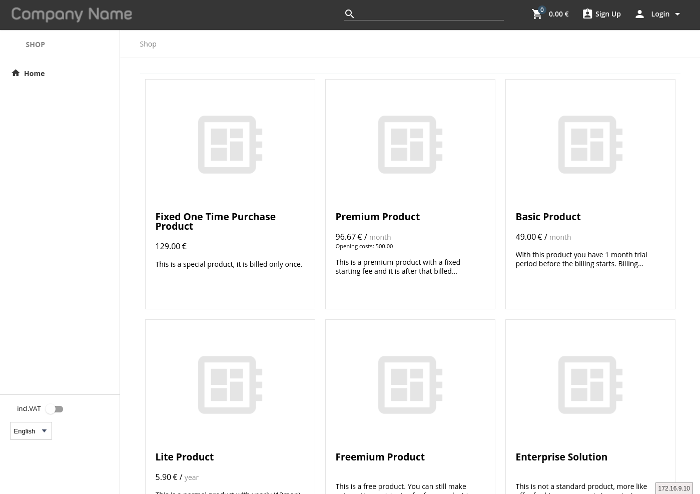 Company Name
0
0.00 €
Sign Up
Login
SHOP
Shop
Home
Fixed One Time Purchase
Product
129.00 €
This is a special product, it is billed only once.
Premium Product
96.67 € / month
Opening costs: 500.00
This is a premium product with a fixed
starting fee and it is after that billed...
Basic Product
49.00 € / month
With this product you have 1 month trial
period before the billing starts. Billing...
incl.VAT
English
Lite Product
5.90 € / year
Freemium Product
This is a free product. You can still make
Enterprise Solution
This is not a standard product, more like
172.16.9.10